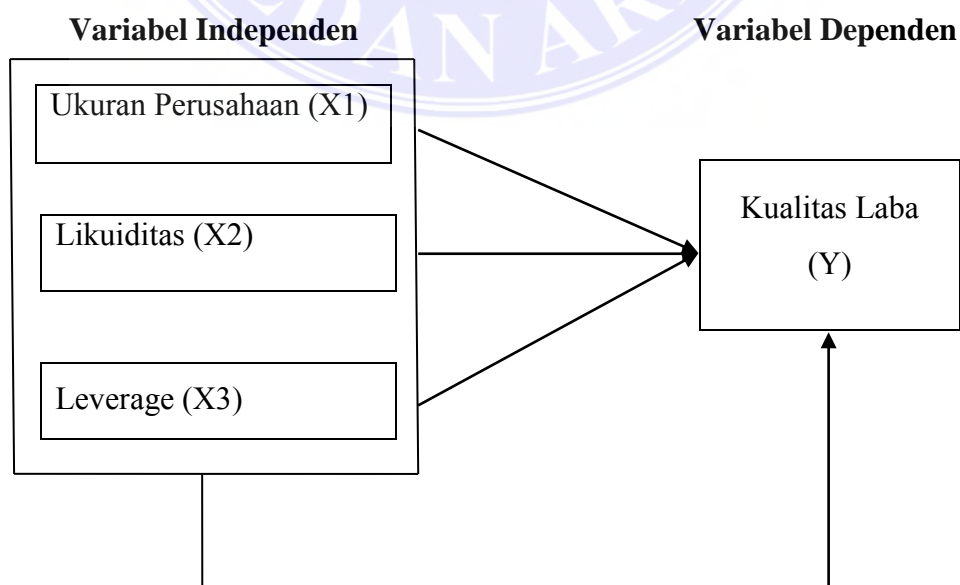 Variabel Independen
Variabel Dependen
Ukuran Perusahaan (X1)
Likuiditas (X2)
Leverage (X3)
Kualitas Laba
(Y)